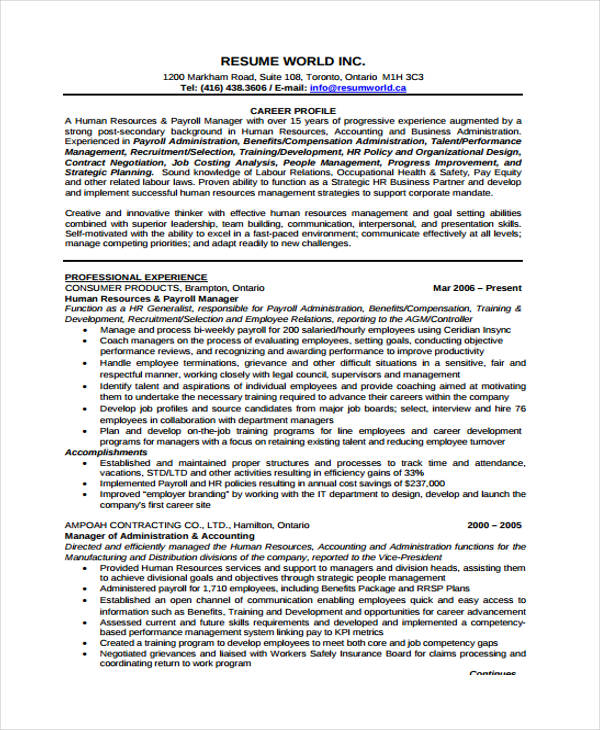 RESUME WORLD INC.
1200 Markham Road, Suite 108, Toronto, Ontario M1H 3C3
Tel: (416) 438.3606 / E-mail: info@resumworld.ca
CAREER PROFILE
A Human Resources & Payroll Manager with over 15 years of progressive experience augmented by a
strong post-secondary background in Human Resources, Accounting and Business Administration.
Experienced in Payroll Administration, Benefits/Compensation Administration, Talent/Performance
Management, Recruitment/Selection, Training/Development, HR Policy and Organizational Design,
Contract Negotiation, Job Costing Analysis, People Management, Progress Improvement, and
Strategic Planning. Sound knowledge of Labour Relations, Occupational Health & Safety, Pay Equity
and other related labour laws. Proven ability to function as a Strategic HR Business Partner and develop
and implement successful human resources management strategies to support corporate mandate.
Creative and innovative thinker with effective human resources management and goal setting abilities
combined with superior leadership, team building, communication, interpersonal, and presentation skills.
Self-motivated with the ability to excel in a fast-paced environment; communicate effectively at all levels;
manage competing priorities; and adapt readily to new challenges.
PROFESSIONAL EXPERIENCE
CONSUMER PRODUCTS, Brampton, Ontario Mar 2006 – Present
Human Resources & Payroll Manager
Function as a HR Generalist, responsible for Payroll Administration, Benefits/Compensation, Training &
Development, Recruitment/Selection and Employee Relations, reporting to the AGM/Controller
• Manage and process bi-weekly payroll for 200 salaried/hourly employees using Ceridian Insync
• Coach managers on the process of evaluating employees, setting goals, conducting objective
performance reviews, and recognizing and awarding performance to improve productivity
• Handle employee terminations, grievance and other difficult situations in a sensitive, fair and
respectful manner, working closely with legal council, supervisors and management
• Identify talent and aspirations of individual employees and provide coaching aimed at motivating
them to undertake the necessary training required to advance their careers within the company
• Develop job profiles and source candidates from major job boards; select, interview and hire 76
employees in collaboration with department managers
• Plan and develop on-the-job training programs for line employees and career development
programs for managers with a focus on retaining existing talent and reducing employee turnover
Accomplishments
• Established and maintained proper structures and processes to track time and attendance,
vacations, STD/LTD and other activities resulting in efficiency gains of 33%
• Implemented Payroll and HR policies resulting in annual cost savings of $237,000
• Improved “employer branding” by working with the IT department to design, develop and launch the
company's first career site
AMPOAH CONTRACTING CO., LTD., Hamilton, Ontario 2000 – 2005
Manager of Administration & Accounting
Directed and efficiently managed the Human Resources, Accounting and Administration functions for the
Manufacturing and Distribution divisions of the company, reported to the Vice-President
• Provided Human Resources services and support to managers and division heads, assisting them
to achieve divisional goals and objectives through strategic people management
• Administered payroll for 1,710 employees, including Benefits Package and RRSP Plans
• Established an open channel of communication enabling employees quick and easy access to
information such as Benefits, Training and Development and opportunities for career advancement
• Assessed current and future skills requirements and developed and implemented a competency-
based performance management system linking pay to KPI metrics
• Created a training program to develop employees to meet both core and job competency gaps
• Negotiated grievances and liaised with Workers Safely Insurance Board for claims processing and
coordinating return to work program
Continues